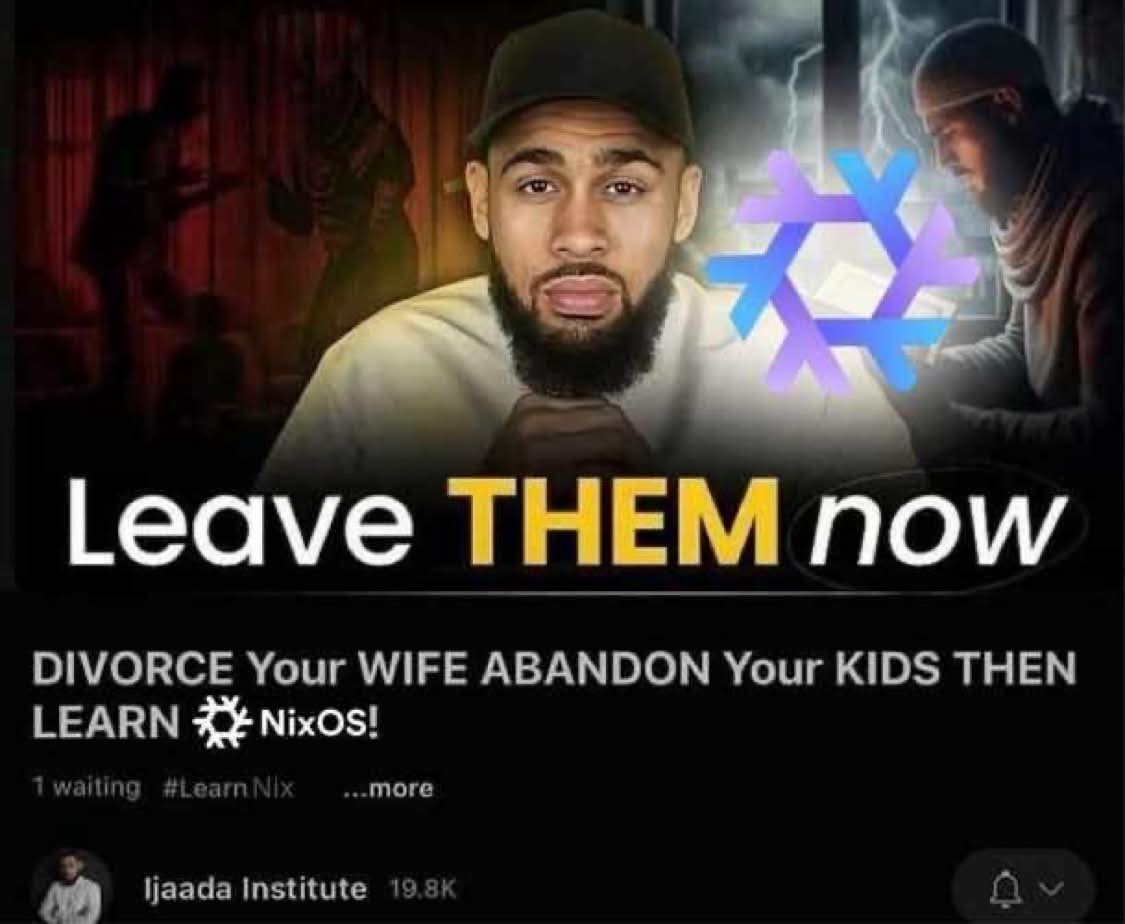 Leave THEM now
DIVORCE Your WIFE ABANDON Your KIDS THEN
LEARN NixOS!
1 waiting #LearnNix ...more
Ijaada Institute 19.8K